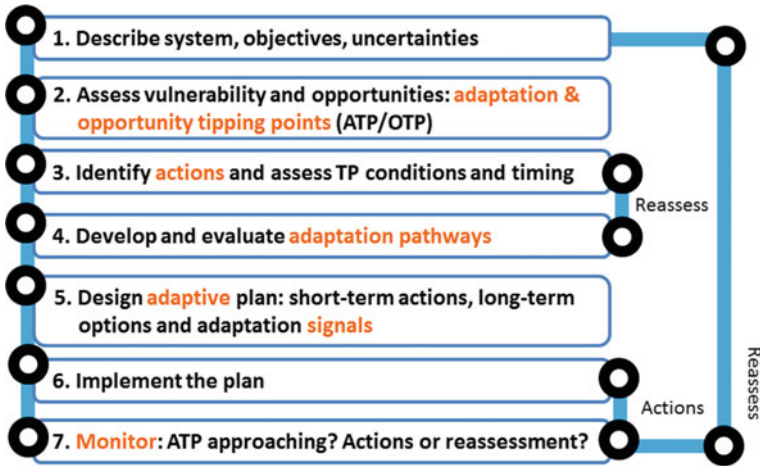 1. Describe system, objectives, uncertainties
2. Assess vulnerability and opportunities: adaptation &
opportunity tipping points (ATP/OTP)
3. Identify actions and assess TP conditions and timing
Reassess
4. Develop and evaluate adaptation pathways
5. Design adaptive plan: short-term actions, long-term
options and adaptation signals
Reassess
6. Implement the plan
Actions
7. Monitor: ATP approaching? Actions or reassessment?